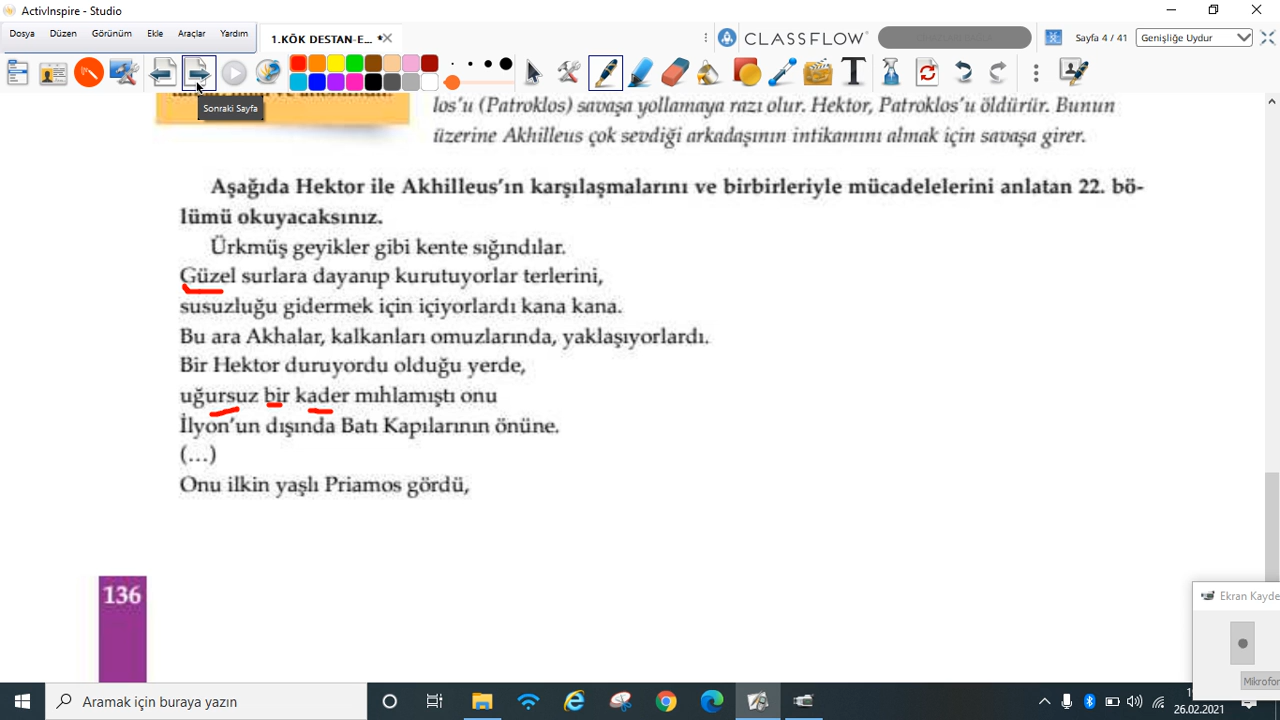 ActivInspire - Studio
Dosya Düzen Görünüm Ekle Araçlar Yardım
1.KÖK DESTAN-E... *
CLASSFLOW
Sayfa 4 / 41
Genişliğe Uydur
Sonraki Sayfa
los’u (Patroklos) savaşa yollamaya razı olur. Hektor, Patroklos’u öldürür. Bunun
üzerine Akhilleus çok sevdiği arkadaşının intikamını almak için savaşa girer.
Aşağıda Hektor ile Akhilleus’ın karşılaşmalarını ve birbirleriyle mücadelelerini anlatan 22. bö-
lümü okuyacaksınız.
Ürkmüş geyikler gibi kente sığındılar.
Güzel surlara dayanıp kurutuyorlar terlerini,
susuzluğu gidermek için içiyorlardı kana kana.
Bu ara Akhalar, kalkanları omuzlarında, yaklaşıyorlardı.
Bir Hektor duruyordu olduğu yerde,
uğursuz bir kader mıhlamıştı onu
İlyon’un dışında Batı Kapılarının önüne.
(…)
Onu ilkin yaşlı Priamos gördü,
136
Ekran Kayde
Mikrofor
Aramak için buraya yazın
26.02.2021